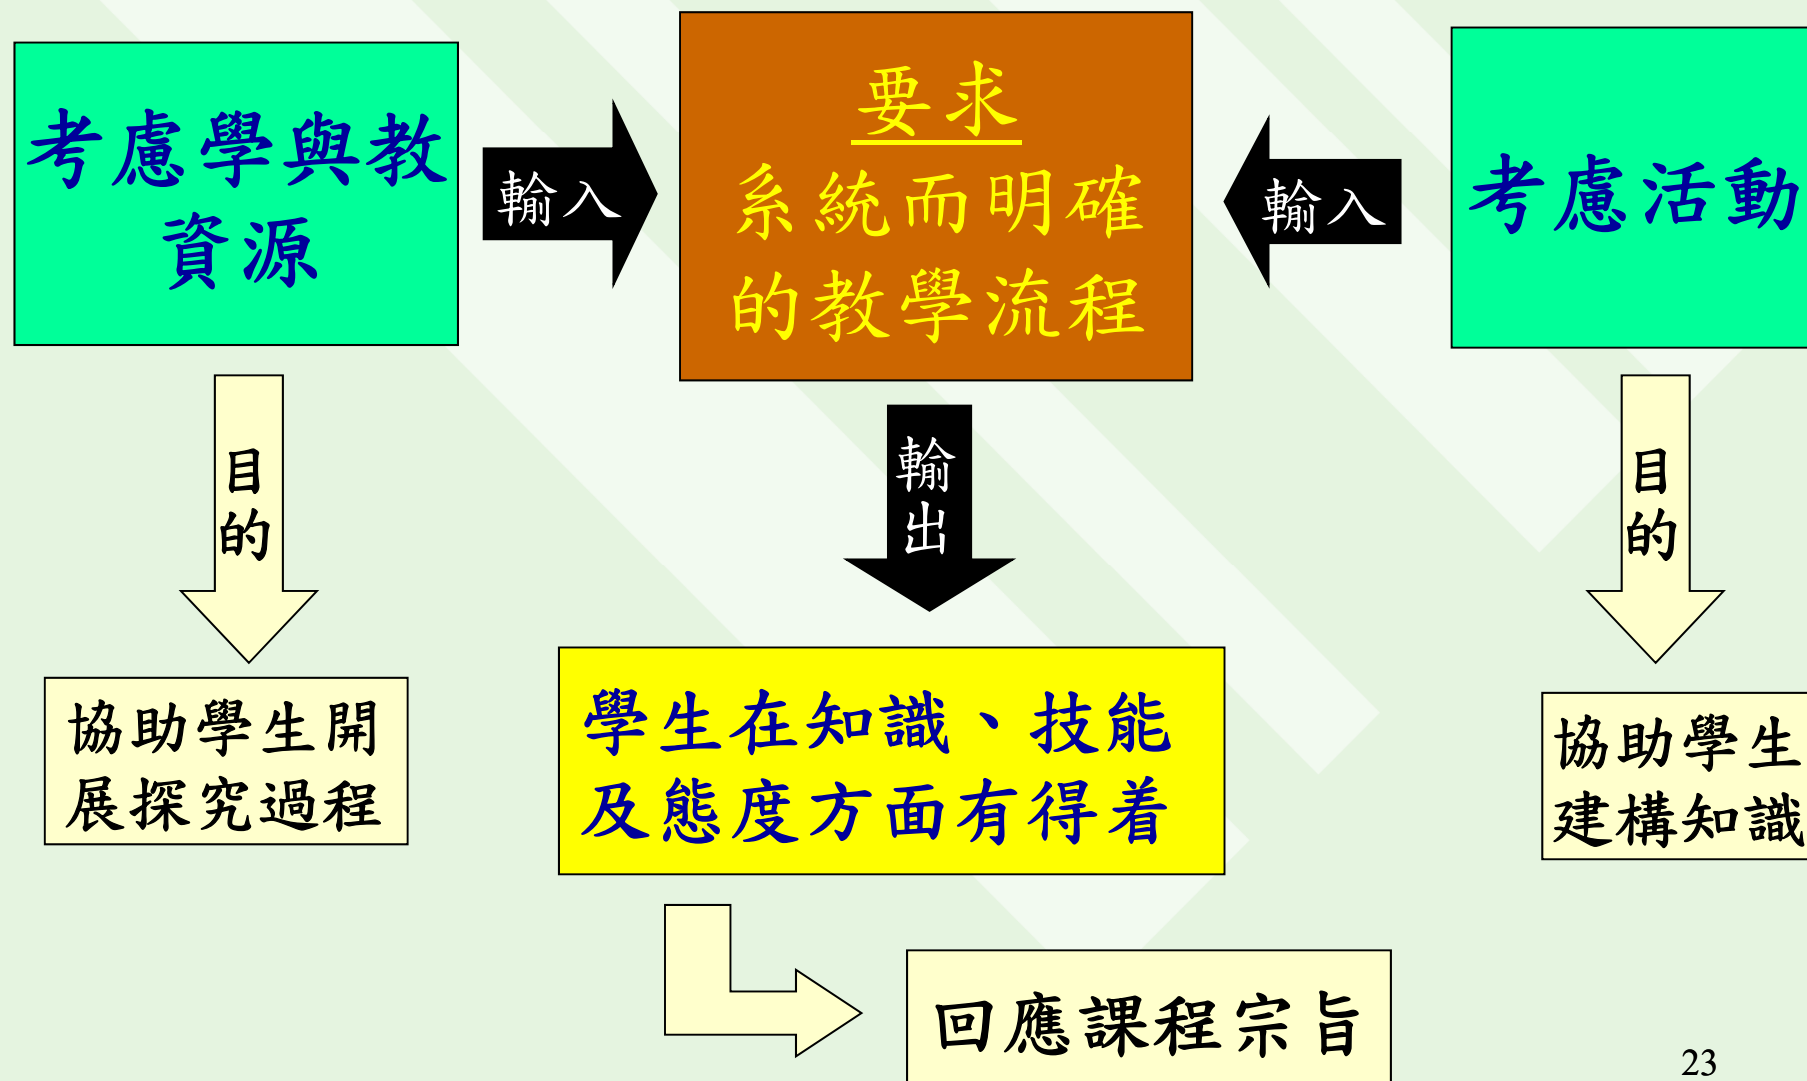 考慮學與教
資源
輸入
要求
系統而明確
的教學流程
輸入
考慮活動
目
的
輸
出
目
的
協助學生開
展探究過程
學生在知識、技能
及態度方面有得着
協助學生
建構知識
回應課程宗旨
23